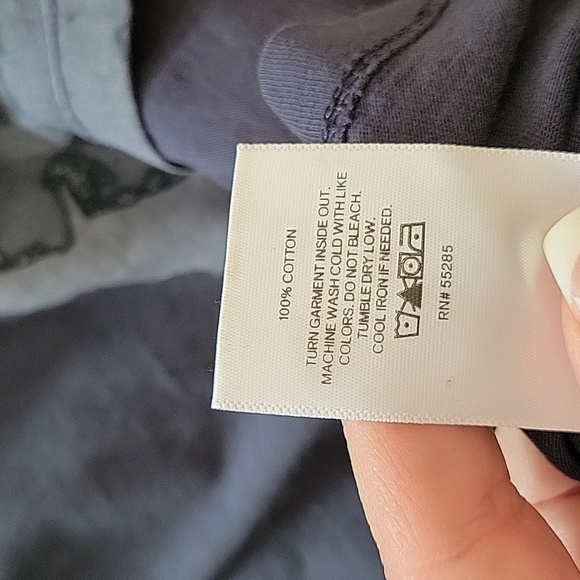 100% COTTON
TURN GARMENT INSIDE OUT.
MACHINE WASH COLD WITH LIKE
COLORS. DO NOT BLEACH.
TUMBLE DRY LOW.
COOL IRON IF NEEDED.
RN# 55285